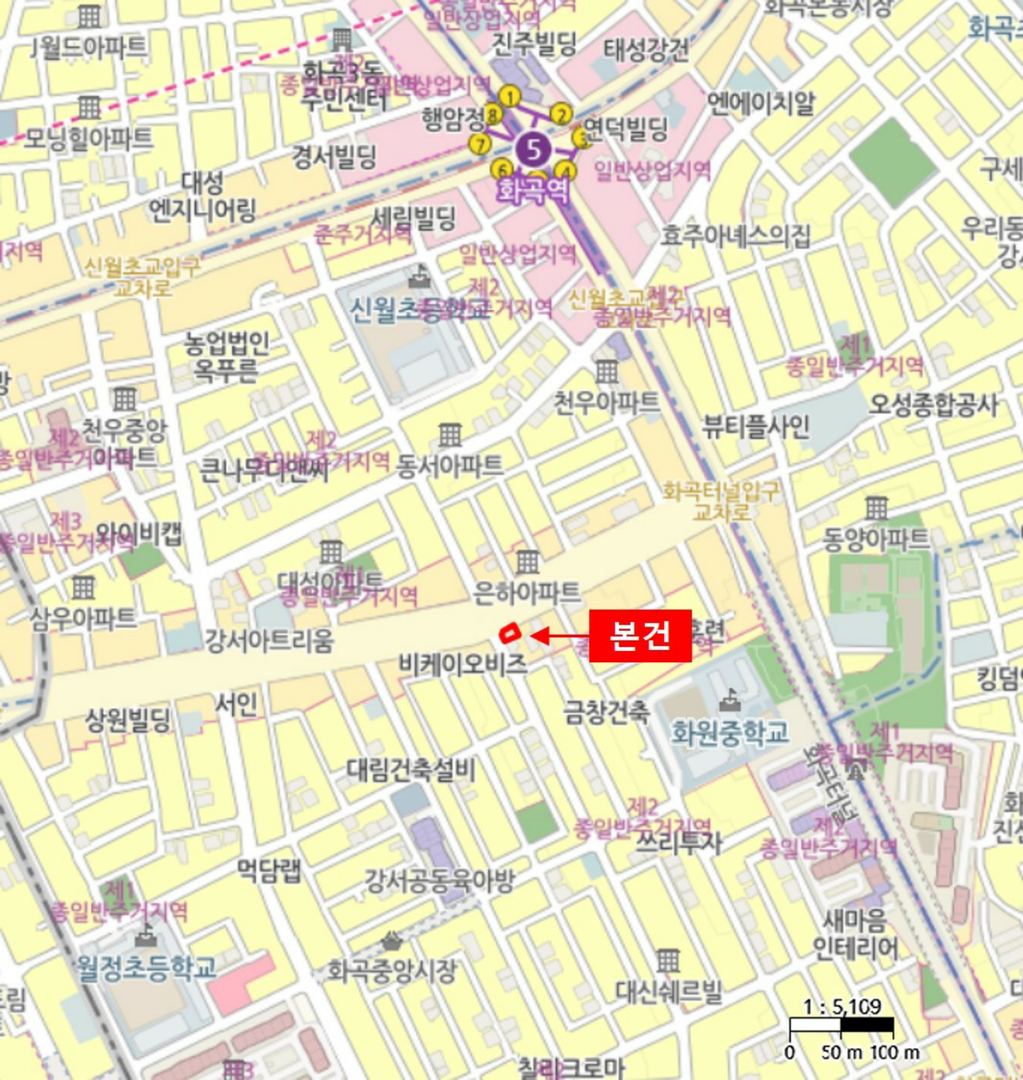 일반상업지역
화곡본동시장
J월드아파트
진주빌딩
태성강건
화곡3동
주민센터
제2
종일반주거지역
일반상업지역
모닝힐아파트
행암정
1
2
3
4
5
6
7
8
화곡역
엔에이치알
연덕빌딩
경서빌딩
일반상업지역
대성
엔지니어링
세림빌딩
준주거지역
일반상업지역
효주아녜스의집
신월초교입구
교차로
신월초등학교
제2
종일반주거지역
신월초교입구
제2
종일반주거지역
농업법인
옥푸른
제1
종일반주거지역
천우아파트
오성종합공사
천우중앙
아파트
제2
종일반주거지역
큰나무디앤씨
제2
종일반주거지역
동서아파트
뷰티플사인
화곡터널입구
교차로
제3
종일반주거지역
와이비캡
동양아파트
대성아파트
제1
종일반주거지역
은하아파트
삼우아파트
강서아트리움
본건
비케이오비즈
서인
상원빌딩
금창건축
화원중학교
제1
종일반주거지역
화곡터널
대림건축설비
제2
종일반주거지역
쓰리투자
제2
종일반주거지역
먹담랩
강서공동육아방
제1
종일반주거지역
새마음
인테리어
월정초등학교
화곡중앙시장
대신쉐르빌
1 : 5,109
0 50 m 100 m
칠리크로마